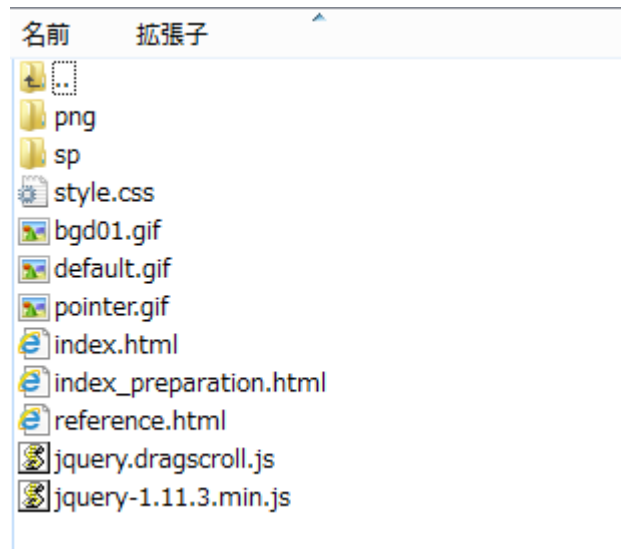 名前 拡張子
..
png
sp
style.css
bgd01.gif
default.gif
pointer.gif
index.html
index_preparation.html
reference.html
jquery.dragscroll.js
jquery-1.11.3.min.js